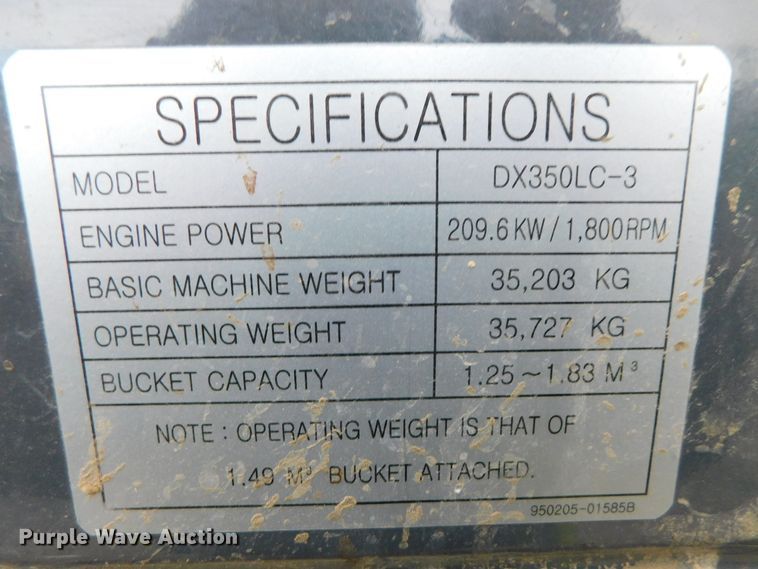 SPECIFICATIONS
MODEL DX350LC-3
ENGINE POWER 209.6 KW / 1,800 RPM
BASIC MACHINE WEIGHT 35,203 KG
OPERATING WEIGHT 35,727 KG
BUCKET CAPACITY 1.25 ~ 1.83 M³
NOTE : OPERATING WEIGHT IS THAT OF
1.49 M³ BUCKET ATTACHED.
950205-01585B
Purple Wave Auction